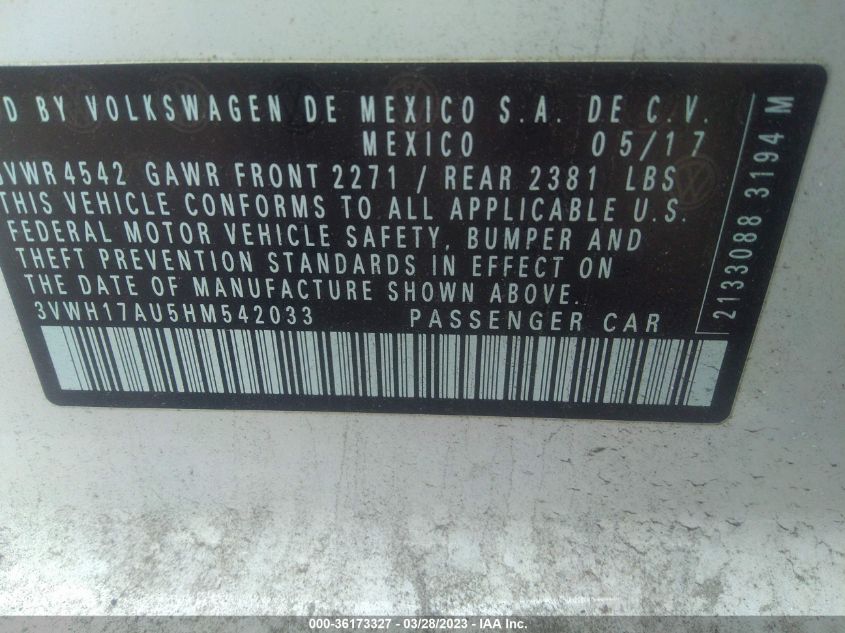 D BY VOLKSWAGEN DE MEXICO S.A. DE C.V.
MEXICO 05/17
GVWR 4542 GAWR FRONT 2271 / REAR 2381 LBS
THIS VEHICLE CONFORMS TO ALL APPLICABLE U.S.
FEDERAL MOTOR VEHICLE SAFETY, BUMPER AND
THEFT PREVENTION STANDARDS IN EFFECT ON
THE DATE OF MANUFACTURE SHOWN ABOVE.
3VWH17AU5HM542033 PASSENGER CAR
2133088 3194 M
000-36173327 - 03/28/2023 - IAA Inc.